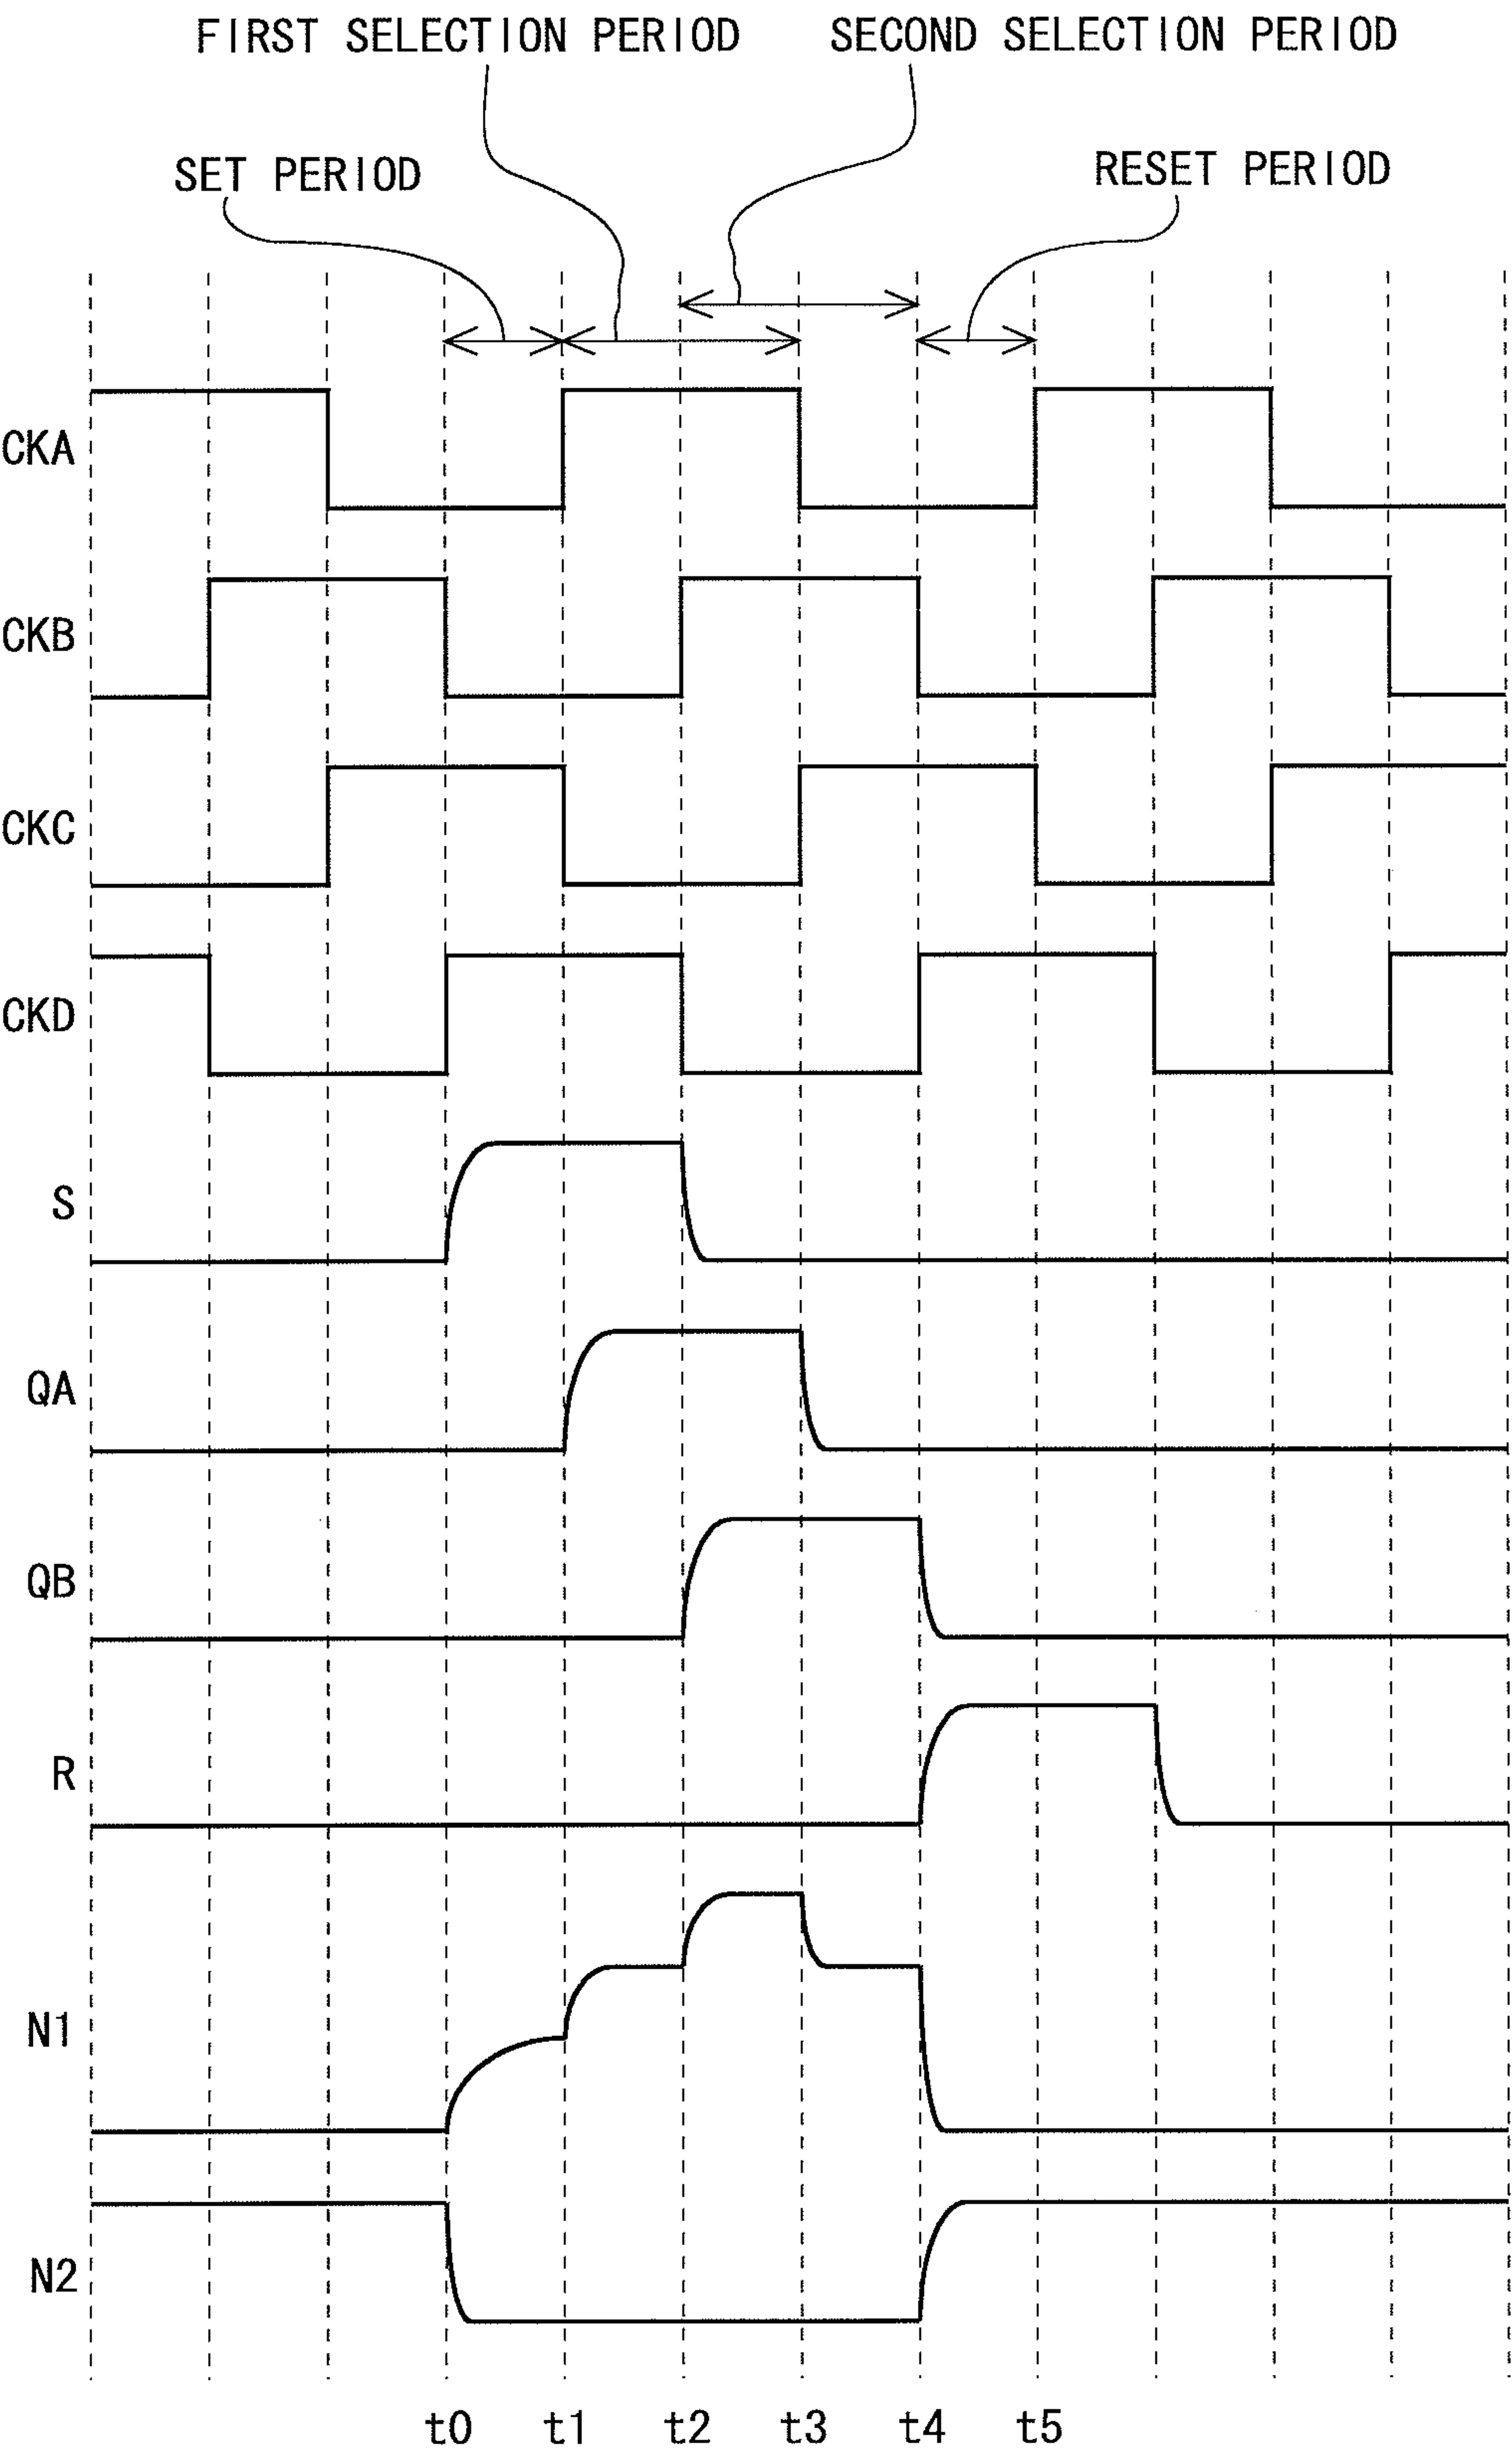 FIRST SELECTION PERIOD
SECOND SELECTION PERIOD
SET PERIOD
RESET PERIOD
CKA
CKB
CKC
CKD
S
QA
QB
R
N1
N2
t0 t1 t2 t3 t4 t5